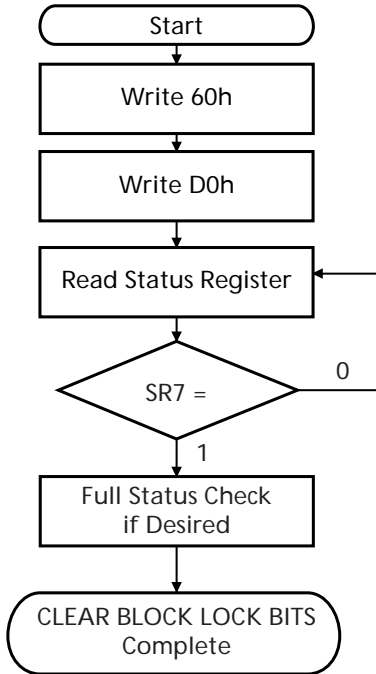 Start
Write 60h
Write D0h
Read Status Register
SR7 =
0
1
Full Status Check
if Desired
CLEAR BLOCK LOCK BITS
Complete